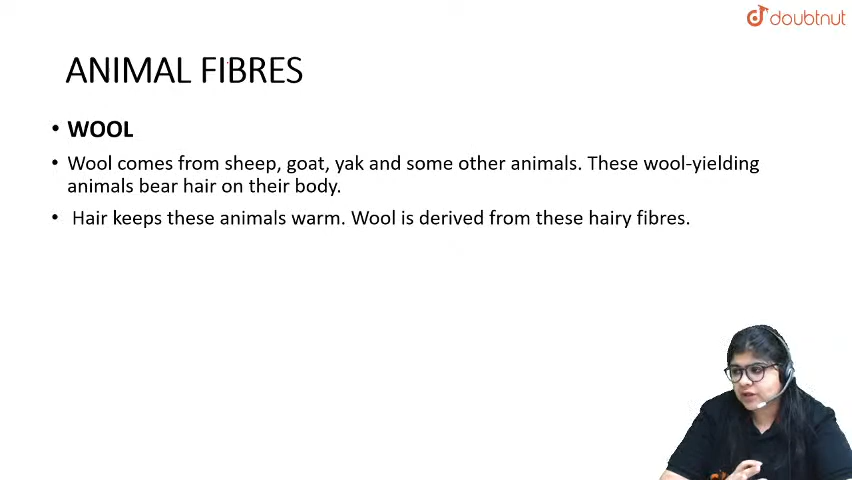 doubtnut
ANIMAL FIBRES
• WOOL
• Wool comes from sheep, goat, yak and some other animals. These wool-yielding
animals bear hair on their body.
• Hair keeps these animals warm. Wool is derived from these hairy fibres.